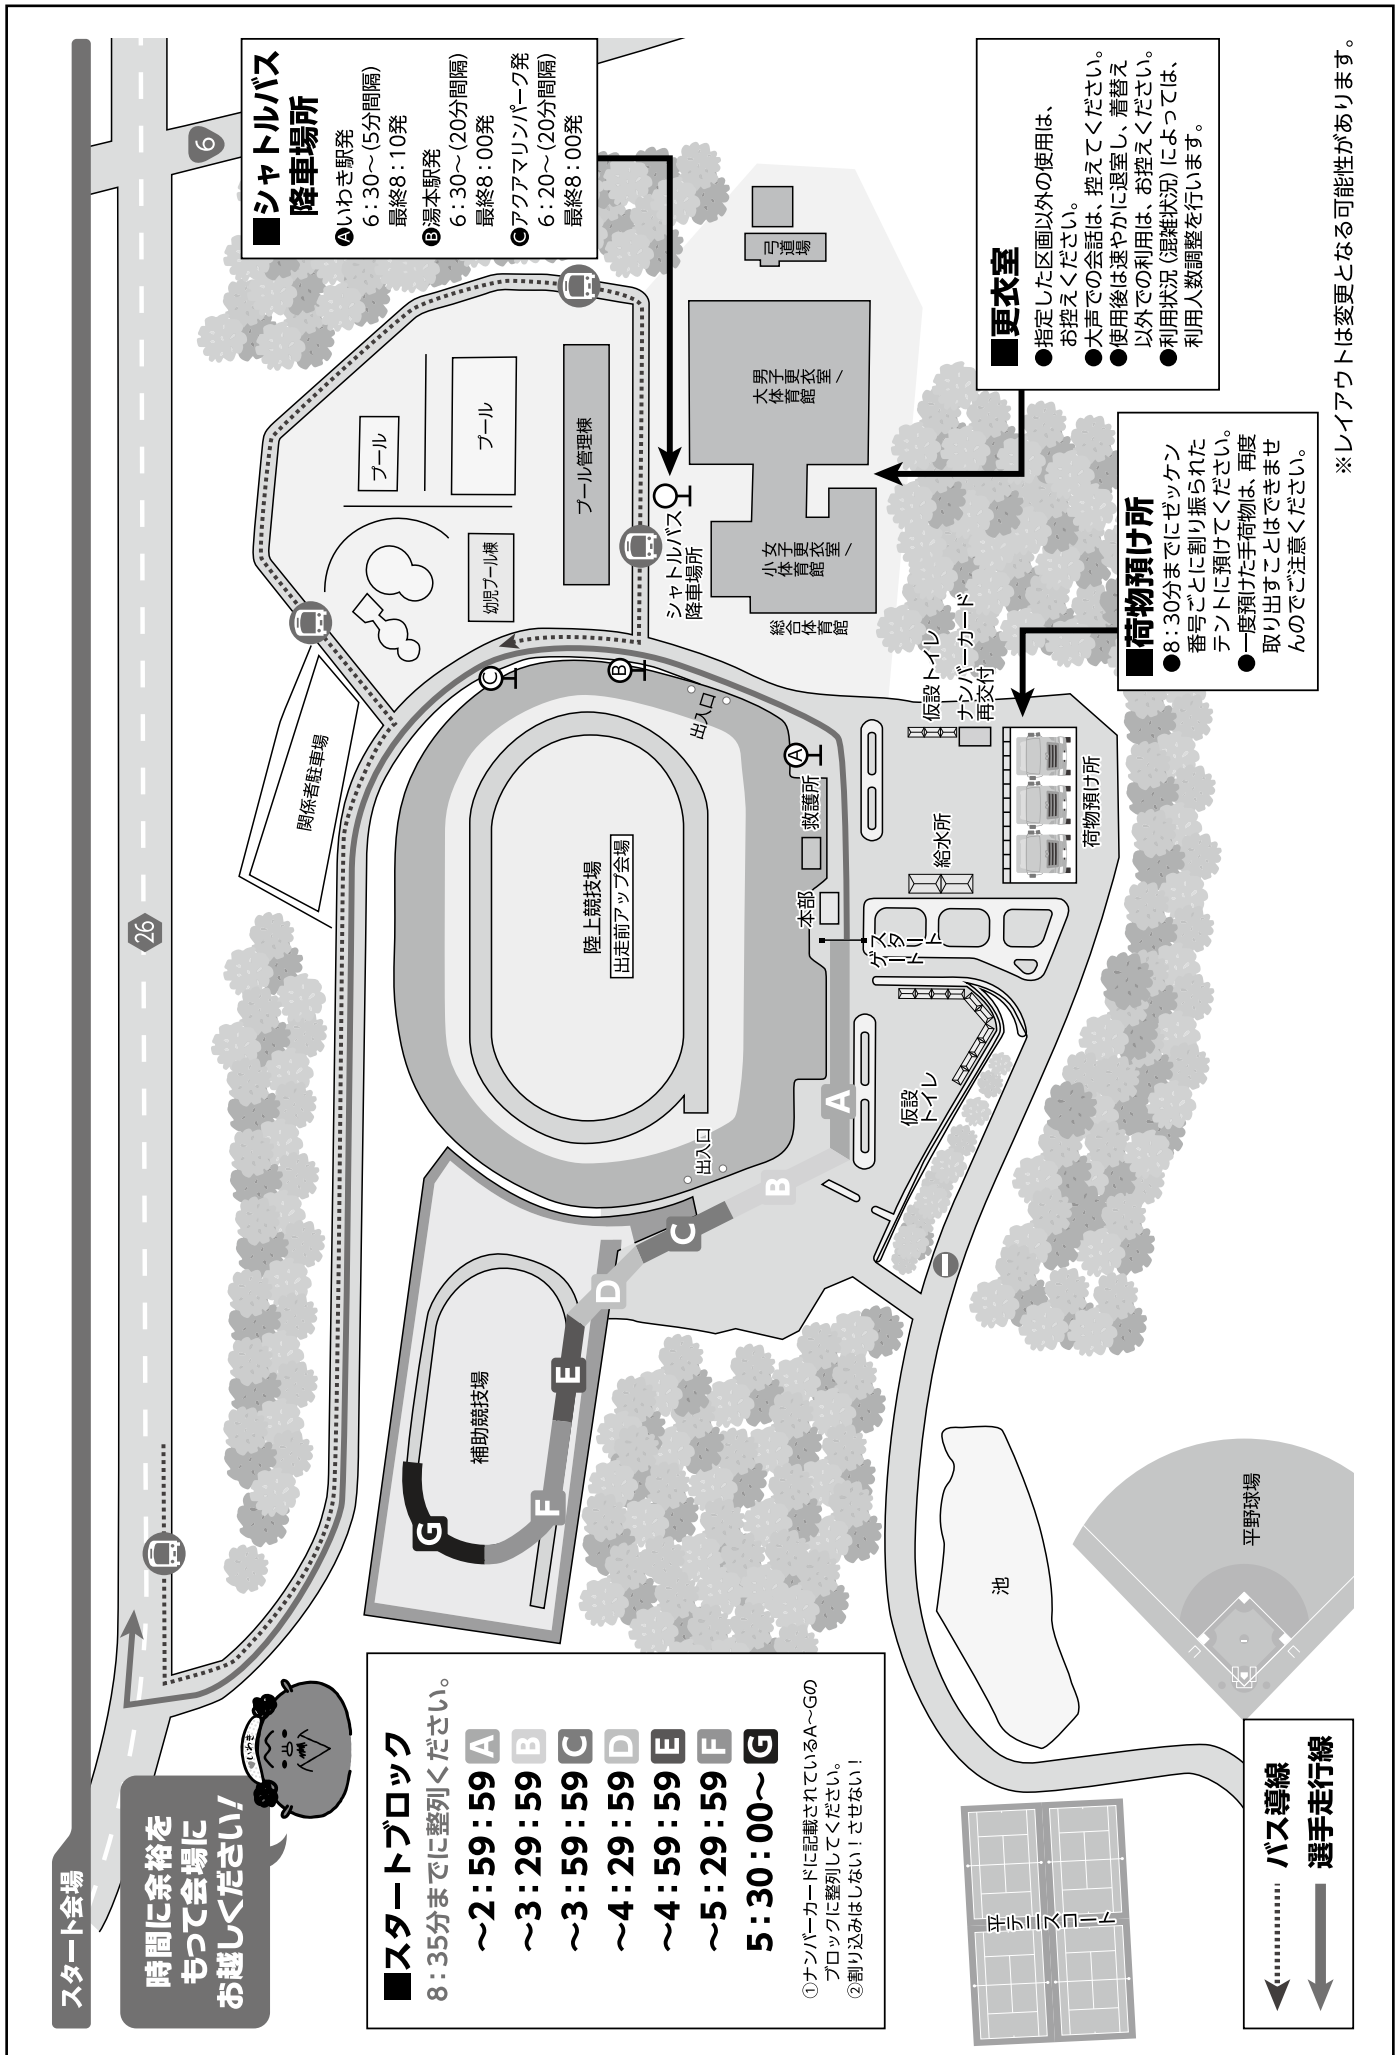 スタート会場
時間に余裕を
もって会場に
お越しください!
いわき
26
6
■シャトルバス
降車場所
Aいわき駅発
6：30～(5分間隔)
最終8：10発
B湯本駅発
6：30～(20分間隔)
最終8：00発
Cアクアマリンパーク発
6：20～(20分間隔)
最終8：00発
■更衣室
●指定した区画以外の使用は、
お控えください。
●大声での会話は、控えてください。
●使用後は速やかに退室し、着替え
以外での利用は、お控えください。
●利用状況(混雑状況)によっては、
利用人数調整を行います。
■荷物預け所
●8：30分までにゼッケン
番号ごとに割り振られた
テントに預けてください。
●一度預けた手荷物は、再度
取り出すことはできませ
んのでご注意ください。
※レイアウトは変更となる可能性があります。
■スタートブロック
8：35分までに整列ください。
～2：59：59 A
～3：29：59 B
～3：59：59 C
～4：29：59 D
～4：59：59 E
～5：29：59 F
5：30：00～ G
①ナンバーカードに記載されているA～Gの
ブロックに整列してください。
②割り込みはしない！させない！
バス導線
選手走行線
関係者駐車場
プール
プール
幼児プール棟
プール管理棟
シャトルバス
降車場所
弓道場
大体育館
男子更衣室/
小体育館
女子更衣室/
総合体育館
C
B
A
出入口
陸上競技場
出走前アップ会場
出入口
救護所
本部
スタート
ゲート
給水所
仮設トイレ
ナンバーカード
再交付
荷物預け所
仮設
トイレ
補助競技場
A
B
C
D
E
F
G
池
平野球場
平テニスコート